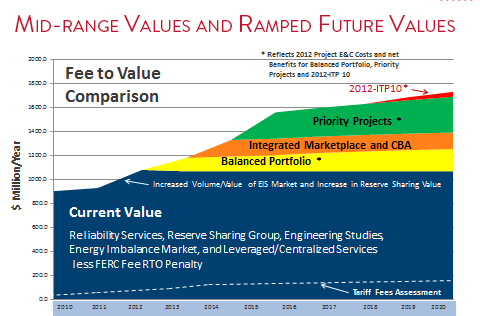 MID-RANGE VALUES AND RAMPED FUTURE VALUES
* Reflects 2012 Project E&C Costs and net
Benefits for Balanced Portfolio, Priority
Projects and 2012-ITP 10
Fee to Value
Comparison
2012-ITP10 *
Priority Projects *
Integrated Marketplace and CBA
Balanced Portfolio *
Increased Volume/Value of EIS Market and Increase in Reserve Sharing Value
Current Value
Reliability Services, Reserve Sharing Group, Engineering Studies,
Energy Imbalance Market, and Leveraged/Centralized Services
less FERC Fee RTO Penalty
Tariff Fees Assessment
$ Million/Year
2000.0
1800.0
1600.0
1400.0
1200.0
1000.0
800.0
600.0
400.0
200.0
0.0
2010 2011 2012 2013 2014 2015 2016 2017 2018 2019 2020